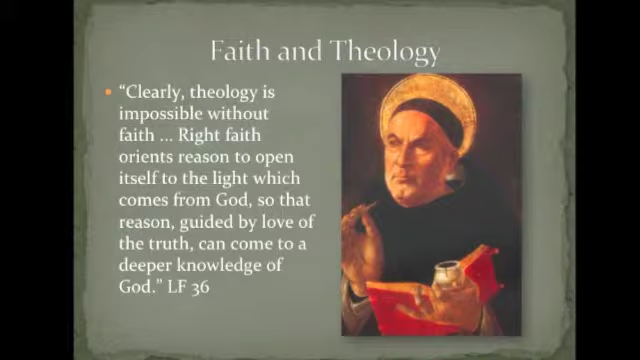 Faith and Theology
“Clearly, theology is
impossible without
faith ... Right faith
orients reason to open
itself to the light which
comes from God, so that
reason, guided by love of
the truth, can come to a
deeper knowledge of
God.” LF 36